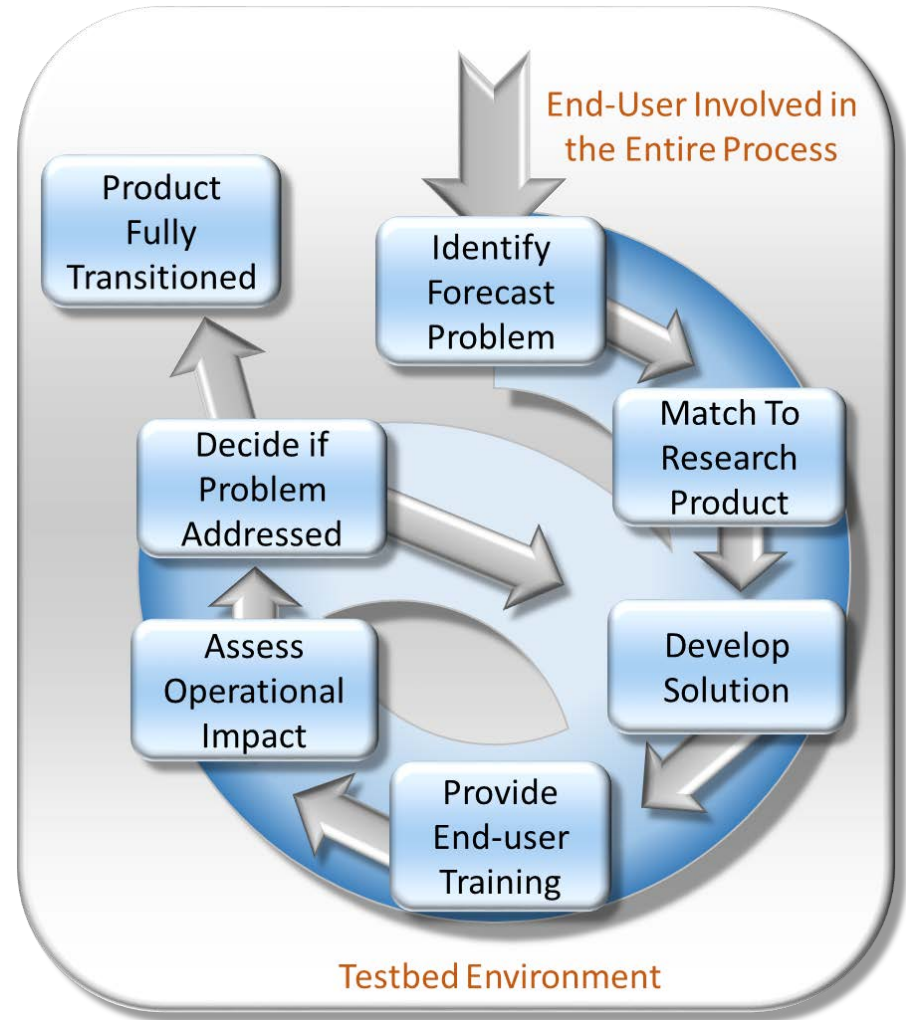 End-User Involved in
the Entire Process
Product
Fully
Transitioned
Identify
Forecast
Problem
Match To
Research
Product
Decide if
Problem
Addressed
Develop
Solution
Assess
Operational
Impact
Provide
End-user
Training
Testbed Environment